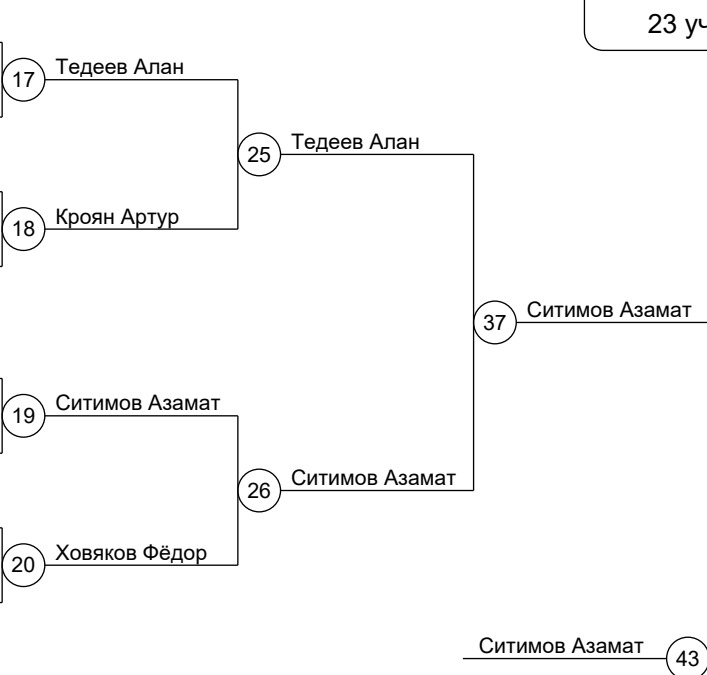 23 уч
17 Тедеев Алан
25 Тедеев Алан
18 Кроян Артур
37 Ситимов Азамат
19 Ситимов Азамат
26 Ситимов Азамат
20 Ховяков Фёдор
Ситимов Азамат 43